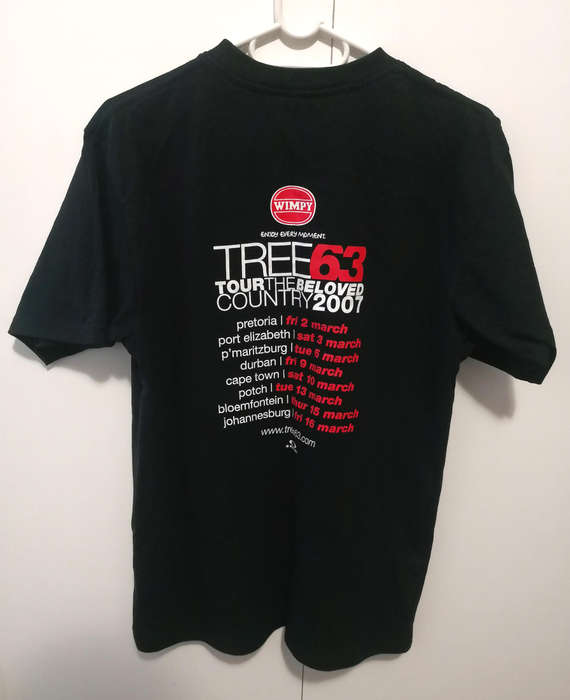 WIMPY
ENJOY EVERY MOMENT.
TREE63
TOURTHEBELOVED
COUNTRY2007
pretoria | fri 2 march
port elizabeth | sat 3 march
p'maritzburg | tue 6 march
durban | fri 9 march
cape town | sat 10 march
potch | tue 13 march
bloemfontein | thur 15 march
johannesburg | fri 16 march
www.tree63.com